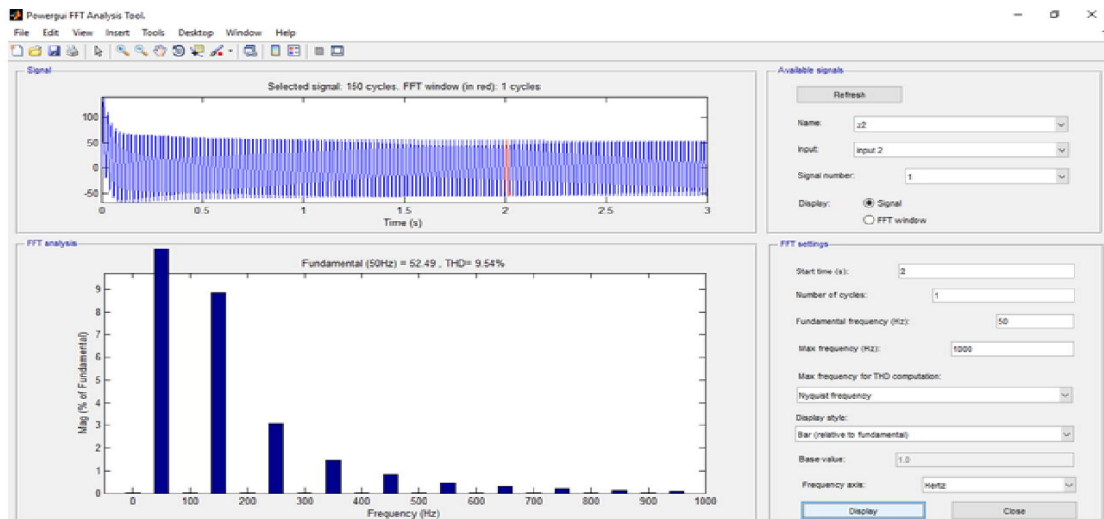 Powergui FFT Analysis Tool.
File Edit View Insert Tools Desktop Window Help
Signal
Selected signal: 150 cycles. FFT window (in red): 1 cycles
100
50
0
-50
0 0.5 1 1.5 2 2.5 3
Time (s)
FFT analysis
Fundamental (50Hz) = 52.49 , THD= 9.54%
Mag (% of Fundamental)
9
8
7
6
5
4
3
2
1
0
0 100 200 300 400 500 600 700 800 900 1000
Frequency (Hz)
Available signals
Refresh
Name: z2
Input: input 2
Signal number: 1
Display: Signal
FFT window
FFT settings
Start time (s): 2
Number of cycles: 1
Fundamental frequency (Hz): 50
Max frequency (Hz): 1000
Max frequency for THD computation:
Nyquist frequency
Display style:
Bar (relative to fundamental)
Base value: 1.0
Frequency axis: Hertz
Display Close